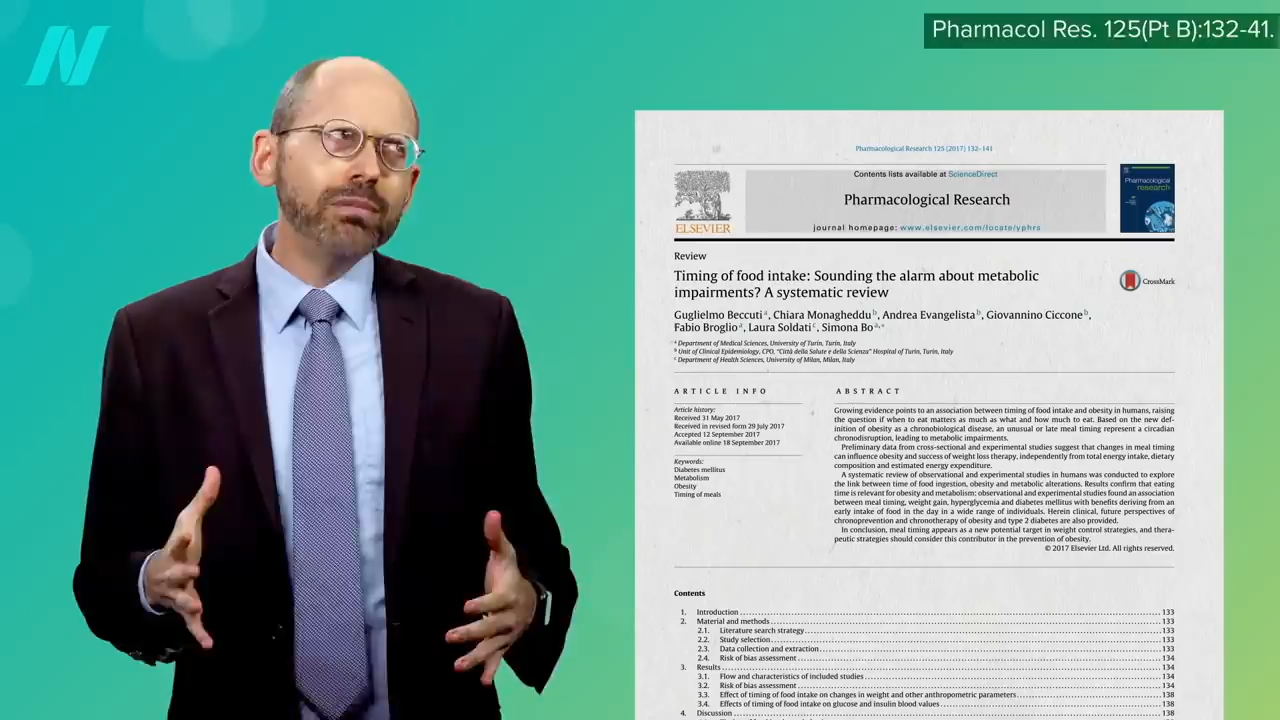 Pharmacol Res. 125(Pt B):132-41.
N
Pharmacological Research 125 (2017) 132–141
Contents lists available at ScienceDirect
Pharmacological Research
journal homepage: www.elsevier.com/locate/yphrs
ELSEVIER
Pharmacological
research
Review
Timing of food intake: Sounding the alarm about metabolic
impairments? A systematic review
CrossMark
Guglielmo Beccuti a, Chiara Monagheddu b, Andrea Evangelista b, Giovannino Ciccone b,
Fabio Broglio a, Laura Soldati c, Simona Bo a,*
a Department of Medical Sciences, University of Turin, Turin, Italy
b Unit of Clinical Epidemiology, CPO, "Città della Salute e della Scienza" Hospital of Turin, Turin, Italy
c Department of Health Sciences, University of Milan, Milan, Italy
ARTICLE INFO
Article history:
Received 31 May 2017
Received in revised form 29 July 2017
Accepted 12 September 2017
Available online 18 September 2017
Keywords:
Diabetes mellitus
Metabolism
Obesity
Timing of meals
ABSTRACT
Growing evidence points to an association between timing of food intake and obesity in humans, raising
the question if when to eat matters as much as what and how much to eat. Based on the new def-
inition of obesity as a chronobiological disease, an unusual or late meal timing represent a circadian
chronodisruption, leading to metabolic impairments.
Preliminary data from cross-sectional and experimental studies suggest that changes in meal timing
can influence obesity and success of weight loss therapy, independently from total energy intake, dietary
composition and estimated energy expenditure.
A systematic review of observational and experimental studies in humans was conducted to explore
the link between time of food ingestion, obesity and metabolic alterations. Results confirm that eating
time is relevant for obesity and metabolism: observational and experimental studies found an association
between meal timing, weight gain, hyperglycemia and diabetes mellitus with benefits deriving from an
early intake of food in the day in a wide range of individuals. Herein clinical, future perspectives of
chronoprevention and chronotherapy of obesity and type 2 diabetes are also provided.
In conclusion, meal timing appears as a new potential target in weight control strategies, and thera-
peutic strategies should consider this contributor in the prevention of obesity.
© 2017 Elsevier Ltd. All rights reserved.
Contents
1. Introduction 133
2. Material and methods 133
2.1. Literature search strategy 133
2.2. Study selection 133
2.3. Data collection and extraction 133
2.4. Risk of bias assessment 134
3. Results 134
3.1. Flow and characteristics of included studies 134
3.2. Risk of bias assessment 134
3.3. Effect of timing of food intake on changes in weight and other anthropometric parameters 138
3.4. Effects of timing of food intake on glucose and insulin blood values 138
4. Discussion 138